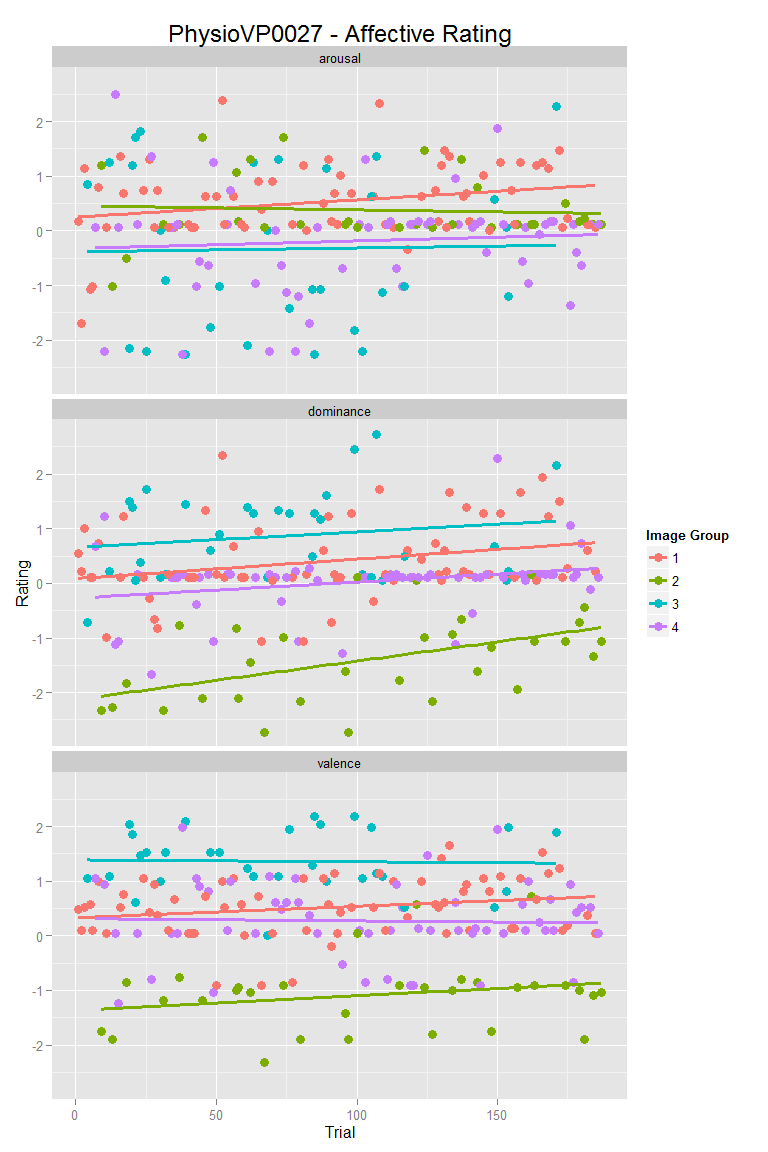 PhysioVP0027 - Affective Rating
arousal
2
1
0
-1
-2
dominance
2
1
0
-1
-2
Rating
valence
2
1
0
-1
-2
0 50 100 150
Trial
Image Group
1
2
3
4